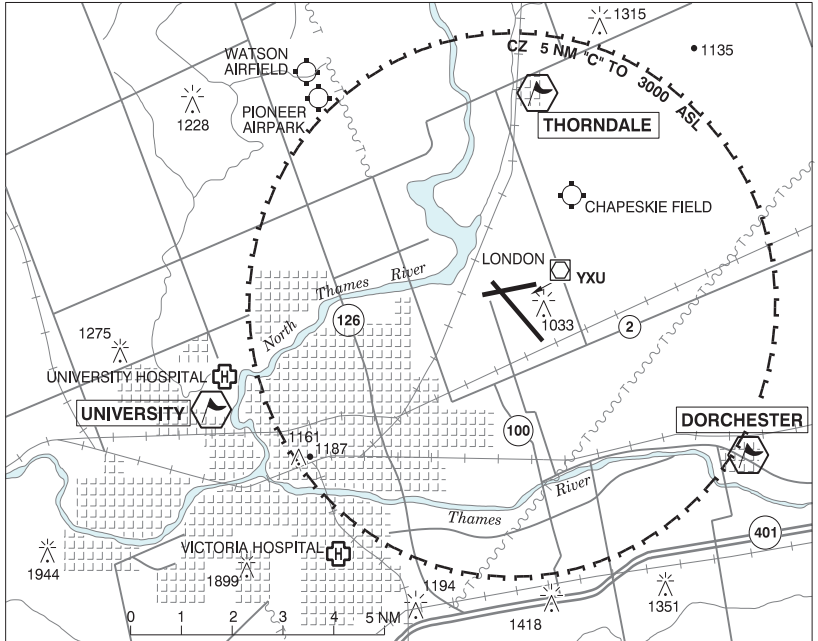 1315
WATSON
AIRFIELD
CZ 5 NM "C" TO 3000 ASL
1135
1228
PIONEER
AIRPARK
THORNDALE
CHAPESKIE FIELD
LONDON
YXU
North Thames River
1033
126
2
1275
UNIVERSITY HOSPITAL
H
UNIVERSITY
DORCHESTER
100
1161
1187
Thames River
401
VICTORIA HOSPITAL
H
1944
1899
1194
1418
1351
0 1 2 3 4 5 NM